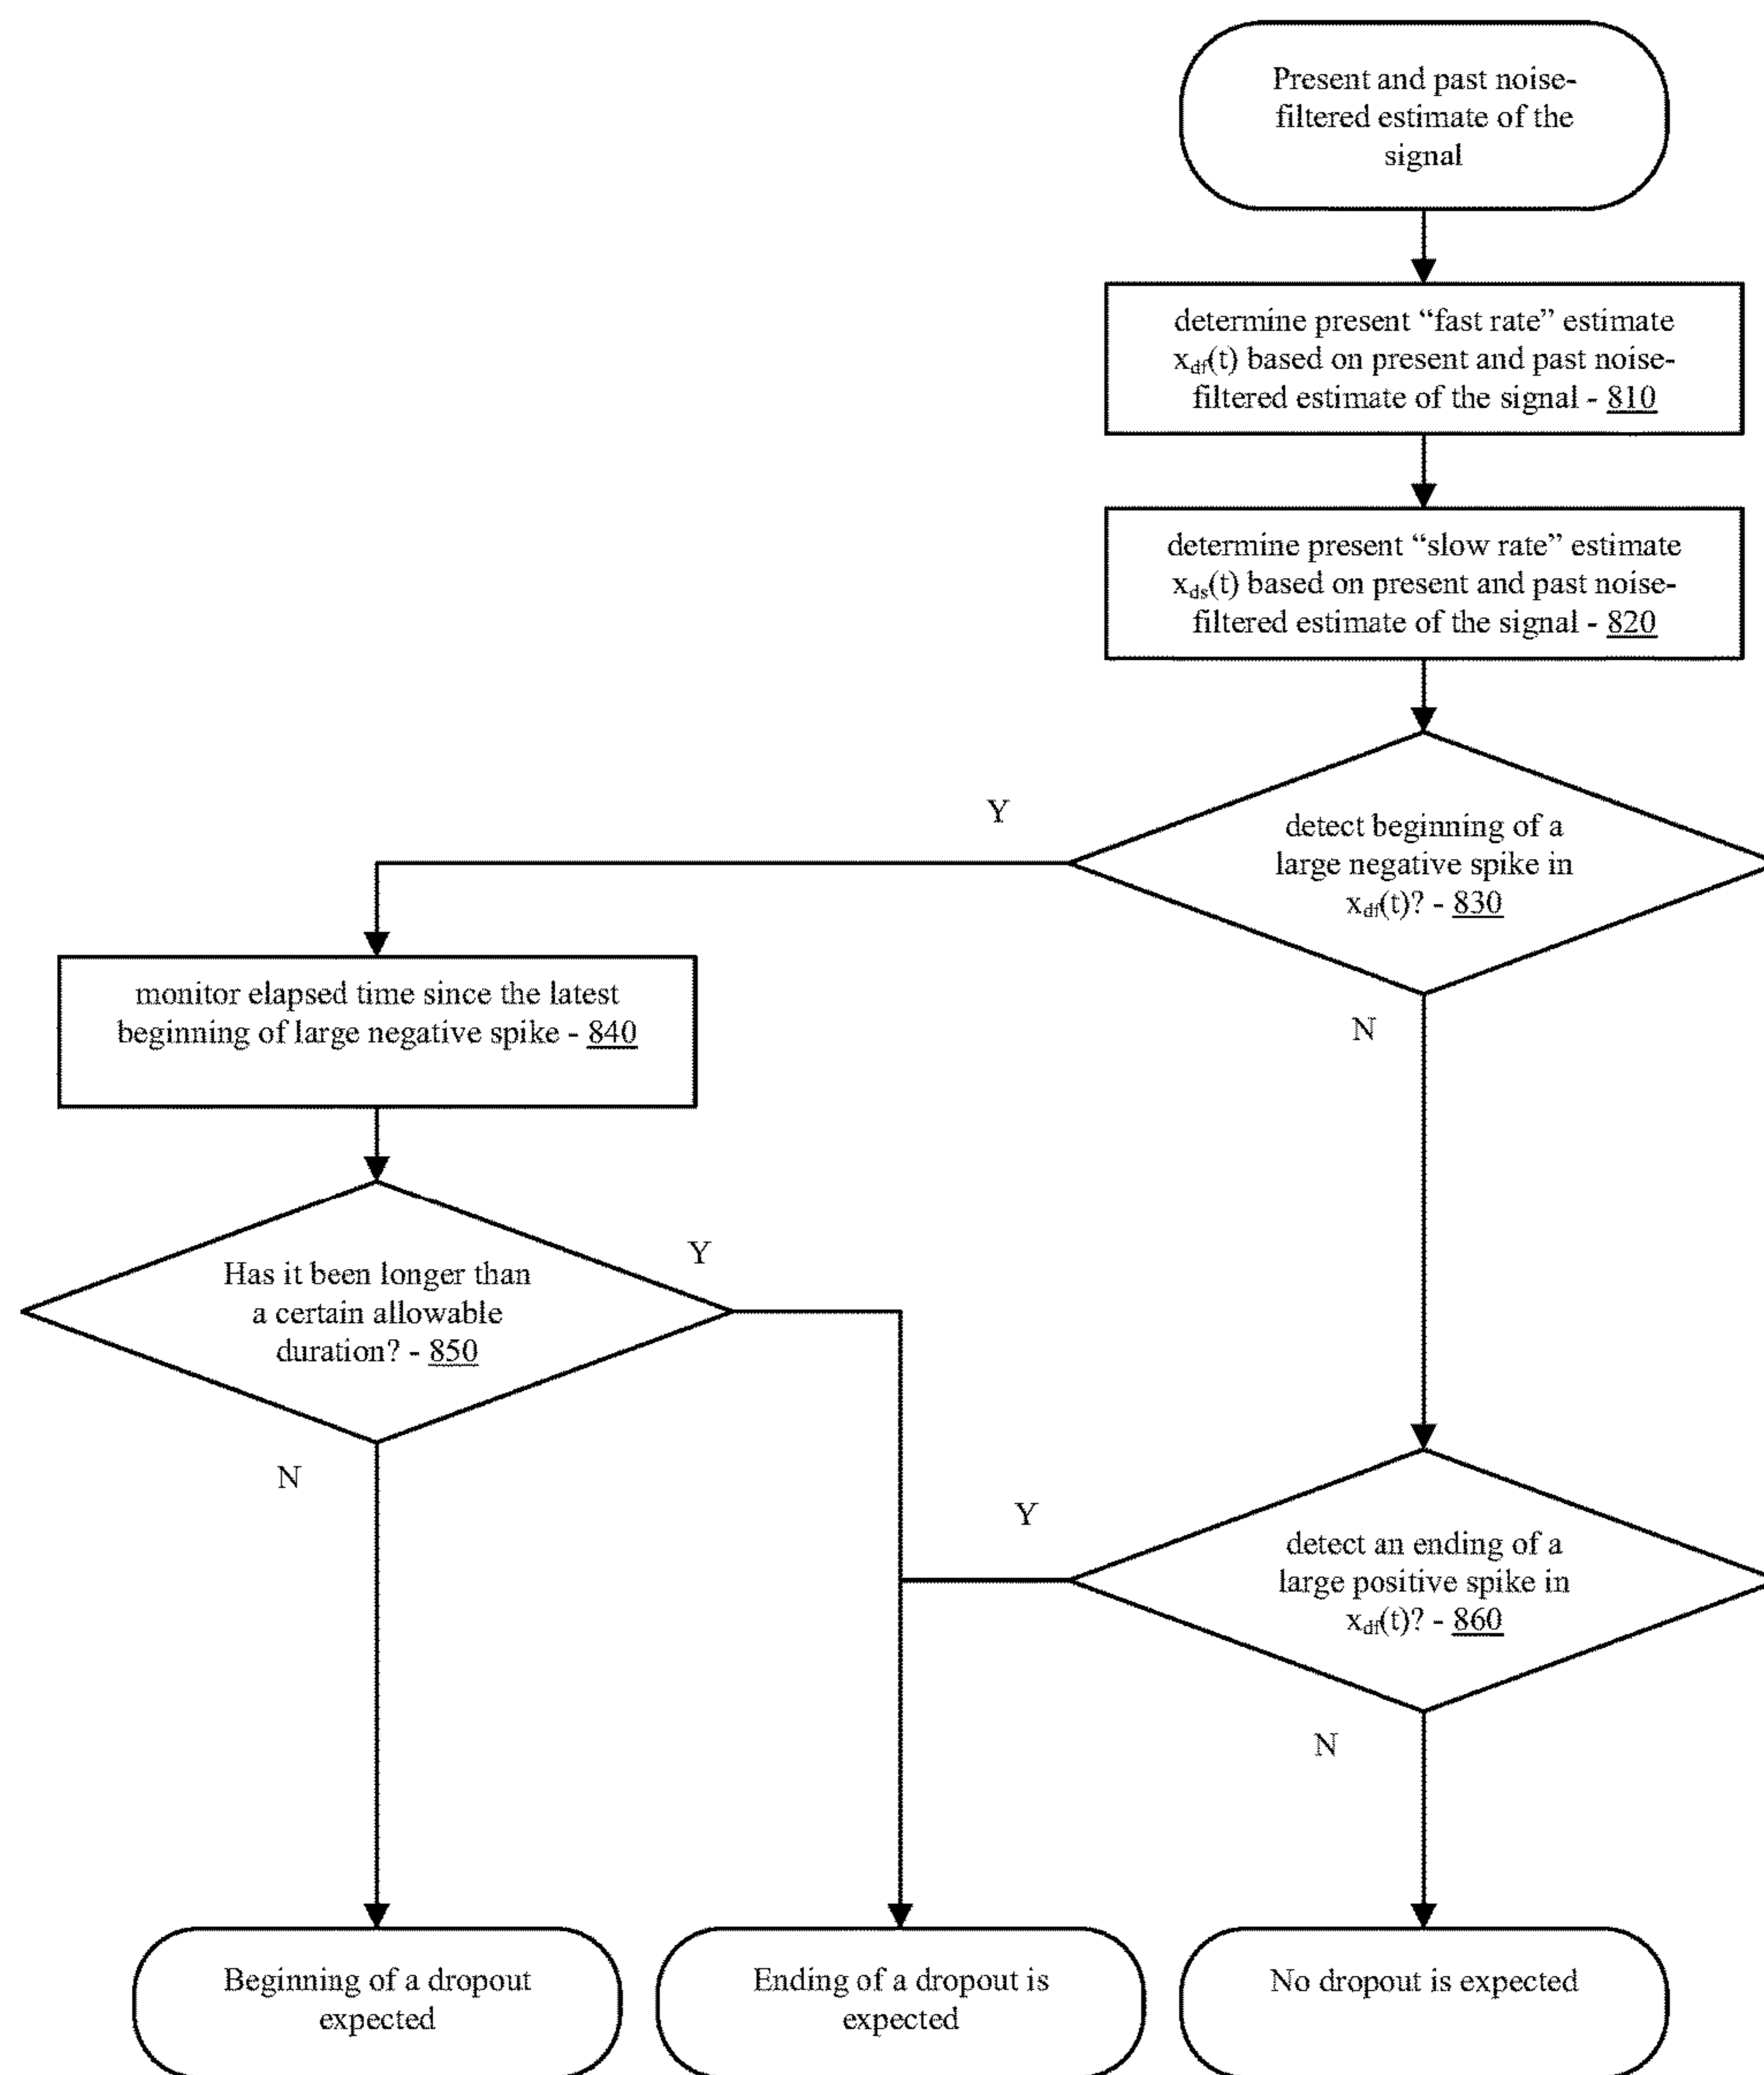 Present and past noise-
filtered estimate of the
signal
determine present “fast rate” estimate
xdf(t) based on present and past noise-
filtered estimate of the signal - 810
determine present “slow rate” estimate
xds(t) based on present and past noise-
filtered estimate of the signal - 820
Y
detect beginning of a
large negative spike in
xdf(t)? - 830
monitor elapsed time since the latest
beginning of large negative spike - 840
N
Y
Has it been longer than
a certain allowable
duration? - 850
N
Y
detect an ending of a
large positive spike in
xdf(t)? - 860
N
Beginning of a dropout
expected
Ending of a dropout is
expected
No dropout is expected